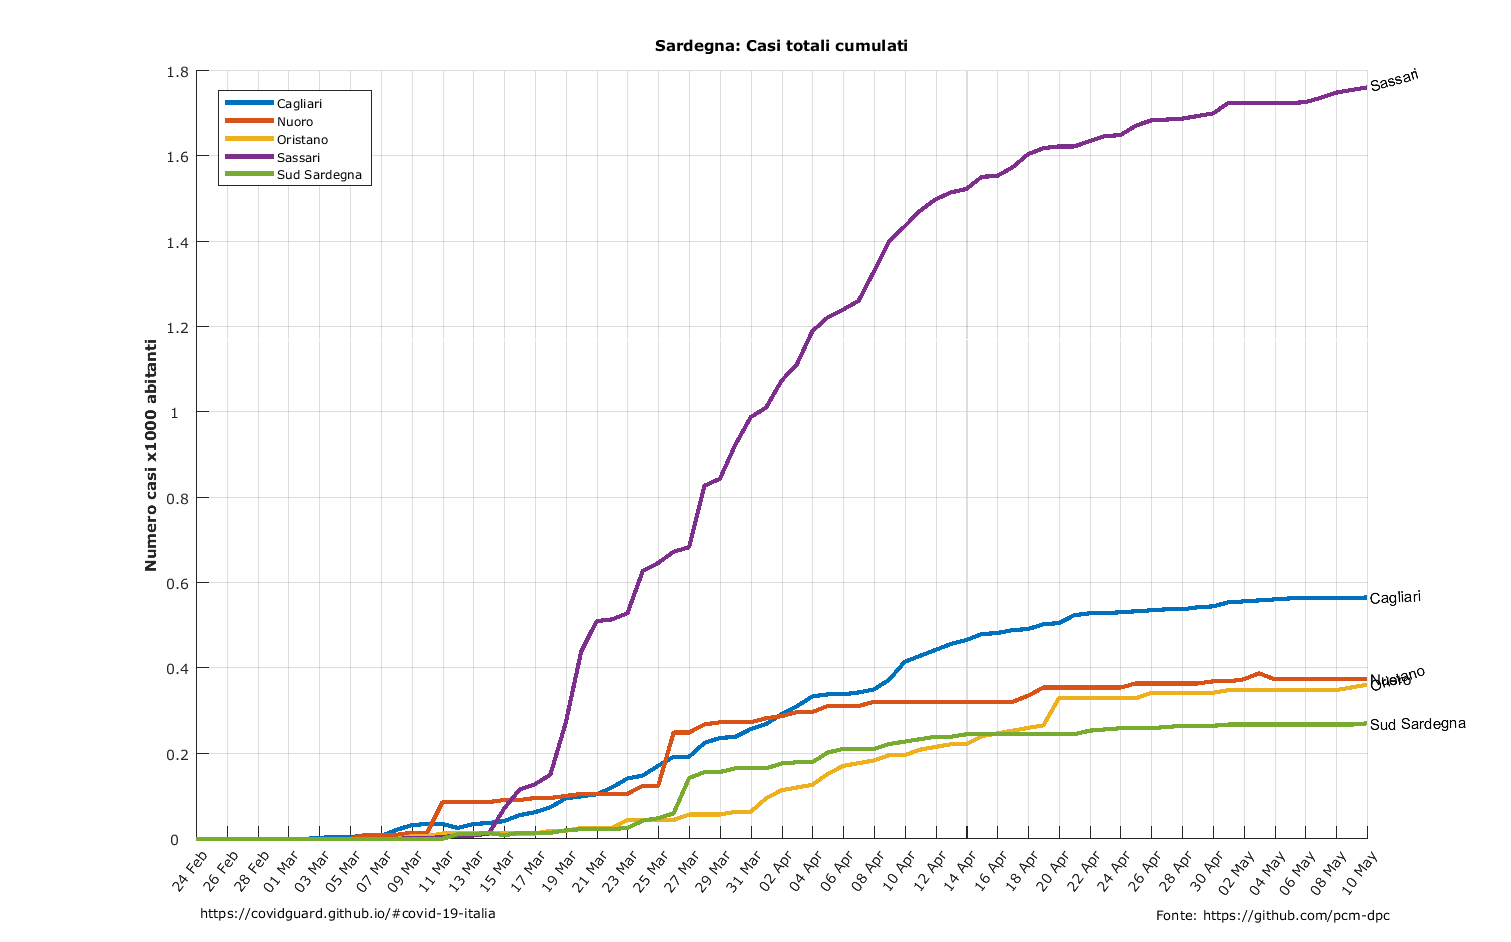 Sardegna: Casi totali cumulati
Numero casi x1000 abitanti
1.8
1.6
1.4
1.2
1
0.8
0.6
0.4
0.2
0
Cagliari
Nuoro
Oristano
Sassari
Sud Sardegna
Sassari
Cagliari
Nuoro
Oristano
Sud Sardegna
24 Feb
26 Feb
28 Feb
01 Mar
03 Mar
05 Mar
07 Mar
09 Mar
11 Mar
13 Mar
15 Mar
17 Mar
19 Mar
21 Mar
23 Mar
25 Mar
27 Mar
29 Mar
31 Mar
02 Apr
04 Apr
06 Apr
08 Apr
10 Apr
12 Apr
14 Apr
16 Apr
18 Apr
20 Apr
22 Apr
24 Apr
26 Apr
28 Apr
30 Apr
02 May
04 May
06 May
08 May
10 May
https://covidguard.github.io/#covid-19-italia
Fonte: https://github.com/pcm-dpc